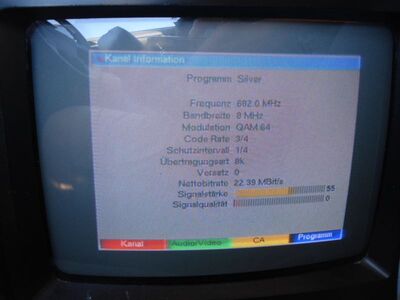 Kanal Information
Programm Silver
Frequenz 682.0 MHz
Bandbreite 8 MHz
Modulation QAM 64
Code Rate 3/4
Schutzintervall 1/4
Übertragungsart 8k
Versatz 0
Nettobitrate 22.39 MBit/s
Signalstärke 55
Signalqualität 0
Kanal Audio/Video CA Programm